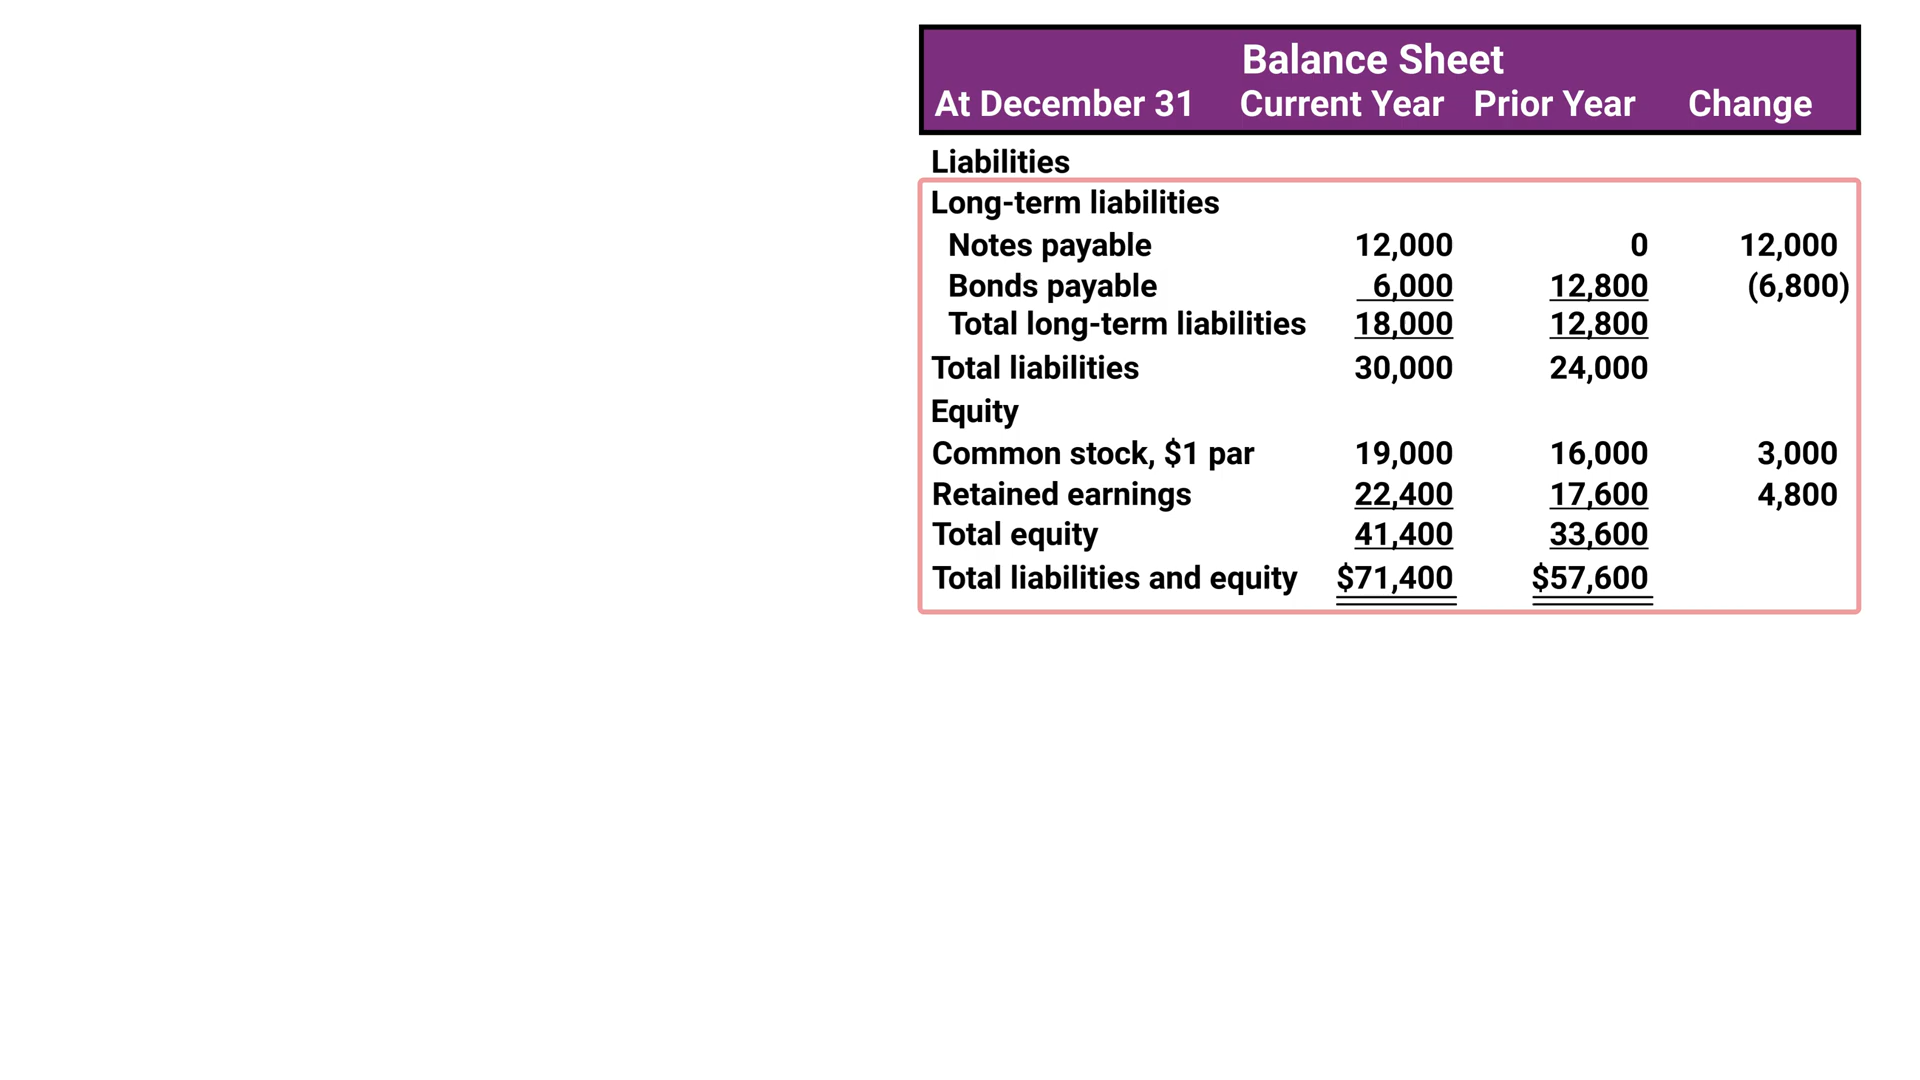 Balance Sheet
At December 31 Current Year Prior Year Change
Liabilities
Long-term liabilities
Notes payable 12,000 0 12,000
Bonds payable 6,000 12,800 (6,800)
Total long-term liabilities 18,000 12,800
Total liabilities 30,000 24,000
Equity
Common stock, $1 par 19,000 16,000 3,000
Retained earnings 22,400 17,600 4,800
Total equity 41,400 33,600
Total liabilities and equity $71,400 $57,600